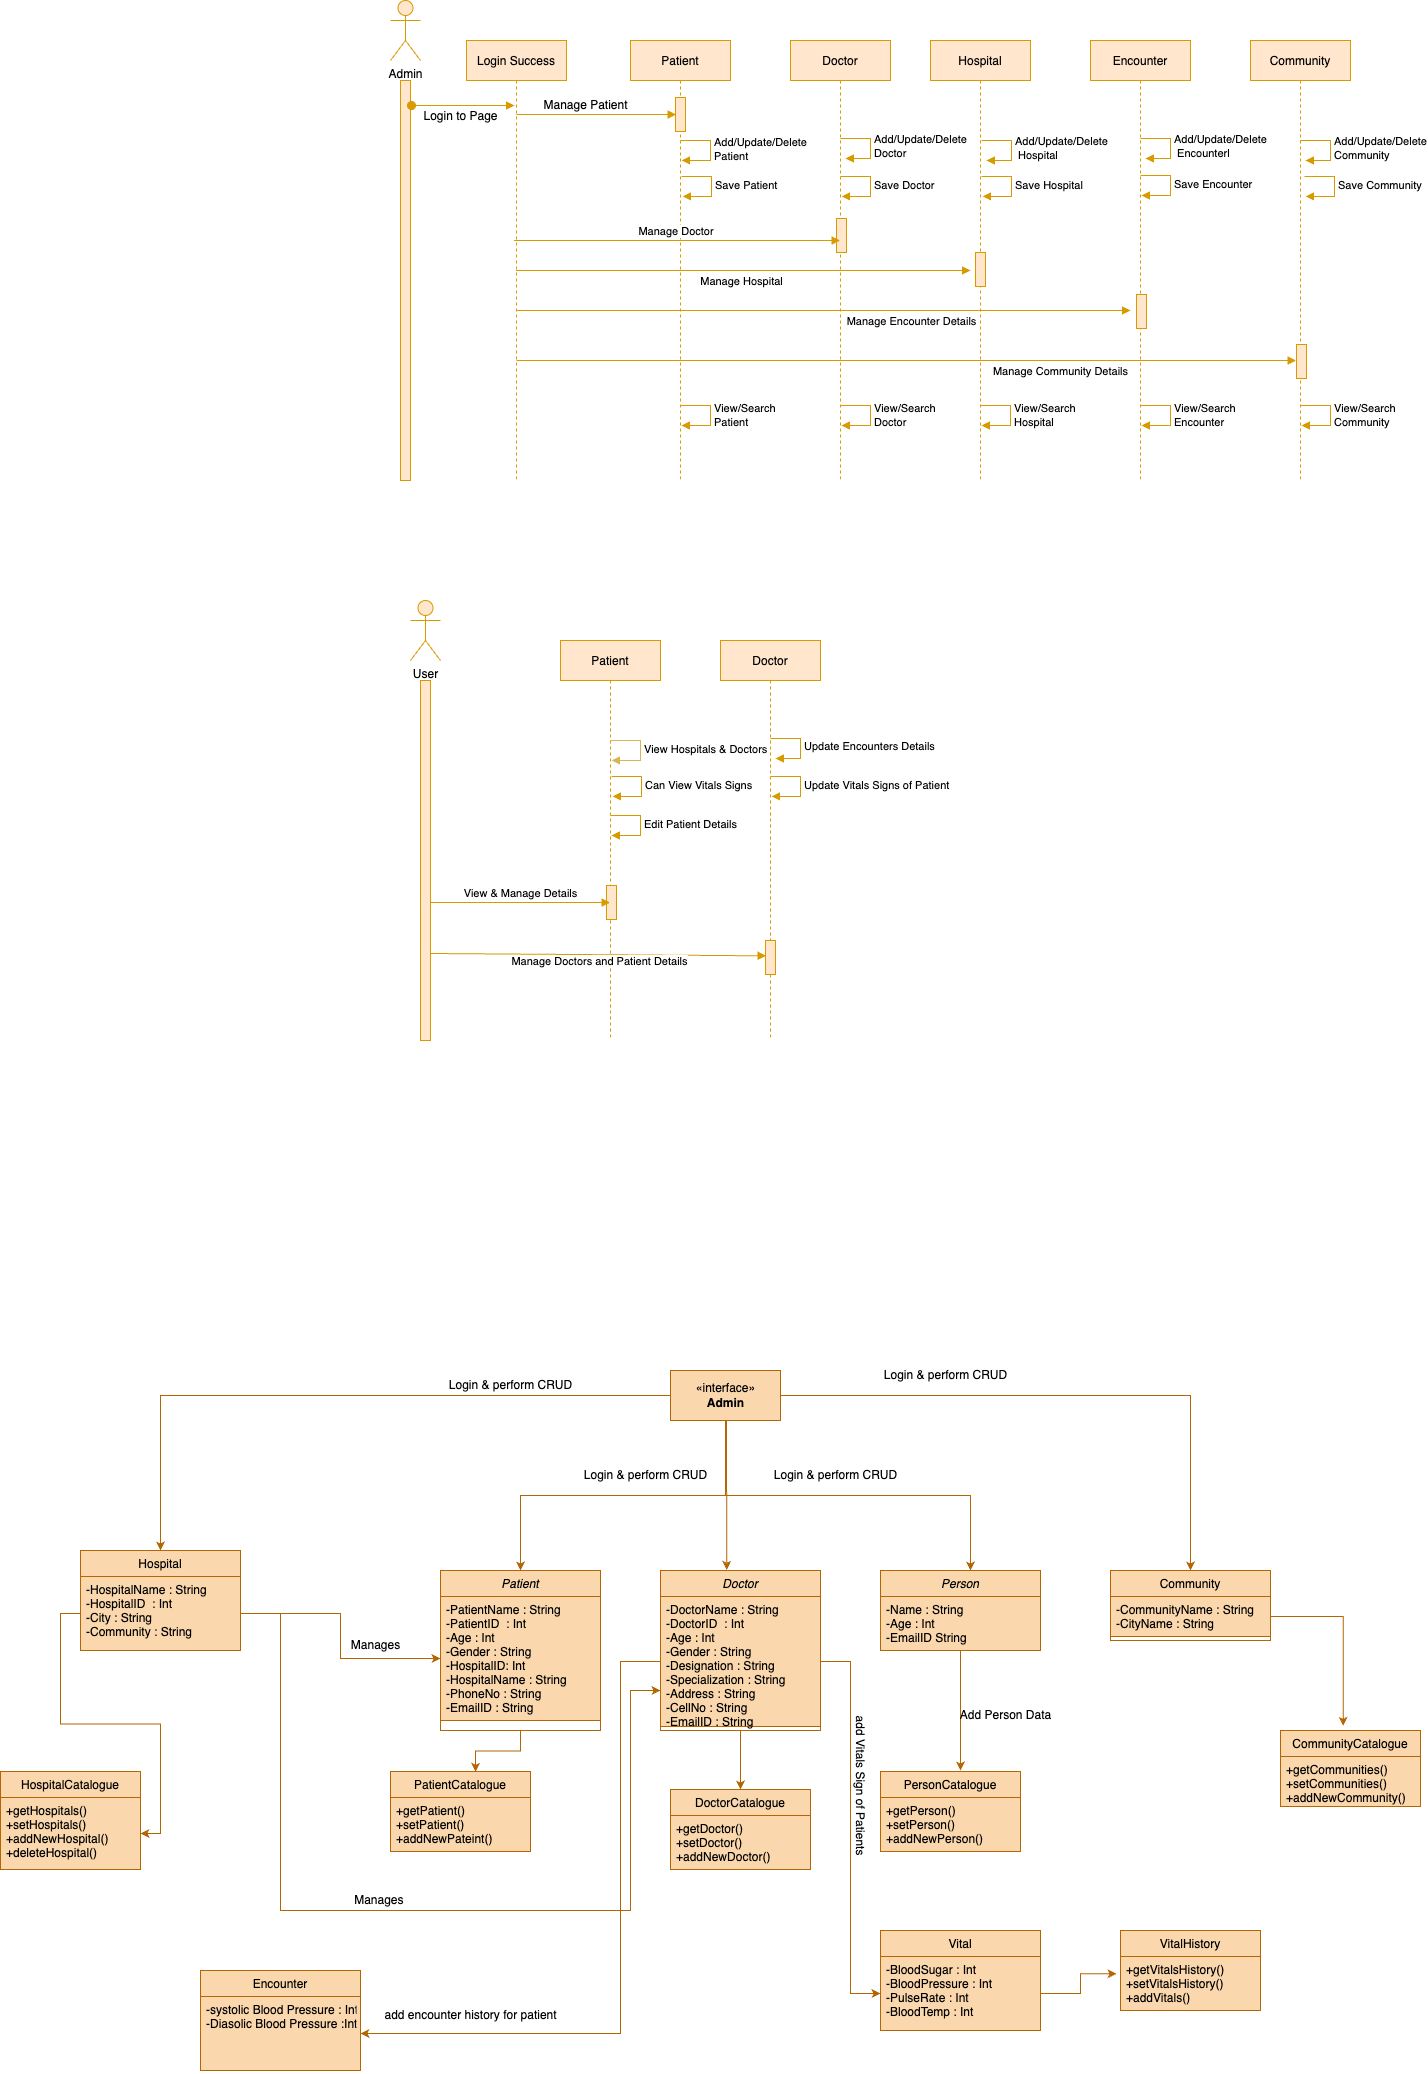 Admin
Login Success
Patient
Doctor
Hospital
Encounter
Community
Login to Page
Manage Patient
Add/Update/Delete
Patient
Add/Update/Delete
Doctor
Add/Update/Delete
Hospital
Add/Update/Delete
Encounterl
Add/Update/Delete
Community
Save Patient
Save Doctor
Save Hospital
Save Encounter
Save Community
Manage Doctor
Manage Hospital
Manage Encounter Details
Manage Community Details
View/Search
Patient
View/Search
Doctor
View/Search
Hospital
View/Search
Encounter
View/Search
Community
User
Patient
Doctor
View Hospitals & Doctors
Update Encounters Details
Can View Vitals Signs
Update Vitals Signs of Patient
Edit Patient Details
View & Manage Details
Manage Doctors and Patient Details
«interface»
Admin
Login & perform CRUD
Login & perform CRUD
Login & perform CRUD
Login & perform CRUD
Hospital
-HospitalName : String
-HospitalID  : Int
-City : String
-Community : String
Patient
-PatientName : String
-PatientID  : Int
-Age : Int
-Gender : String
-HospitalID: Int
-HospitalName : String
-PhoneNo : String
-EmailID : String
Doctor
-DoctorName : String
-DoctorID  : Int
-Age : Int
-Gender : String
-Designation : String
-Specialization : String
-Address : String
-CellNo : String
-EmailID : String
Person
-Name : String
-Age : Int
-EmailID String
Community
-CommunityName : String
-CityName : String
Manages
Add Person Data
add Vitals Sign of Patients
HospitalCatalogue
+getHospitals()
+setHospitals()
+addNewHospital()
+deleteHospital()
PatientCatalogue
+getPatient()
+setPatient()
+addNewPateint()
DoctorCatalogue
+getDoctor()
+setDoctor()
+addNewDoctor()
PersonCatalogue
+getPerson()
+setPerson()
+addNewPerson()
CommunityCatalogue
+getCommunities()
+setCommunities()
+addNewCommunity()
Manages
Encounter
-systolic Blood Pressure : Int
-Diasolic Blood Pressure :Int
add encounter history for patient
Vital
-BloodSugar : Int
-BloodPressure : Int
-PulseRate : Int
-BloodTemp : Int
VitalHistory
+getVitalsHistory()
+setVitalsHistory()
+addVitals()